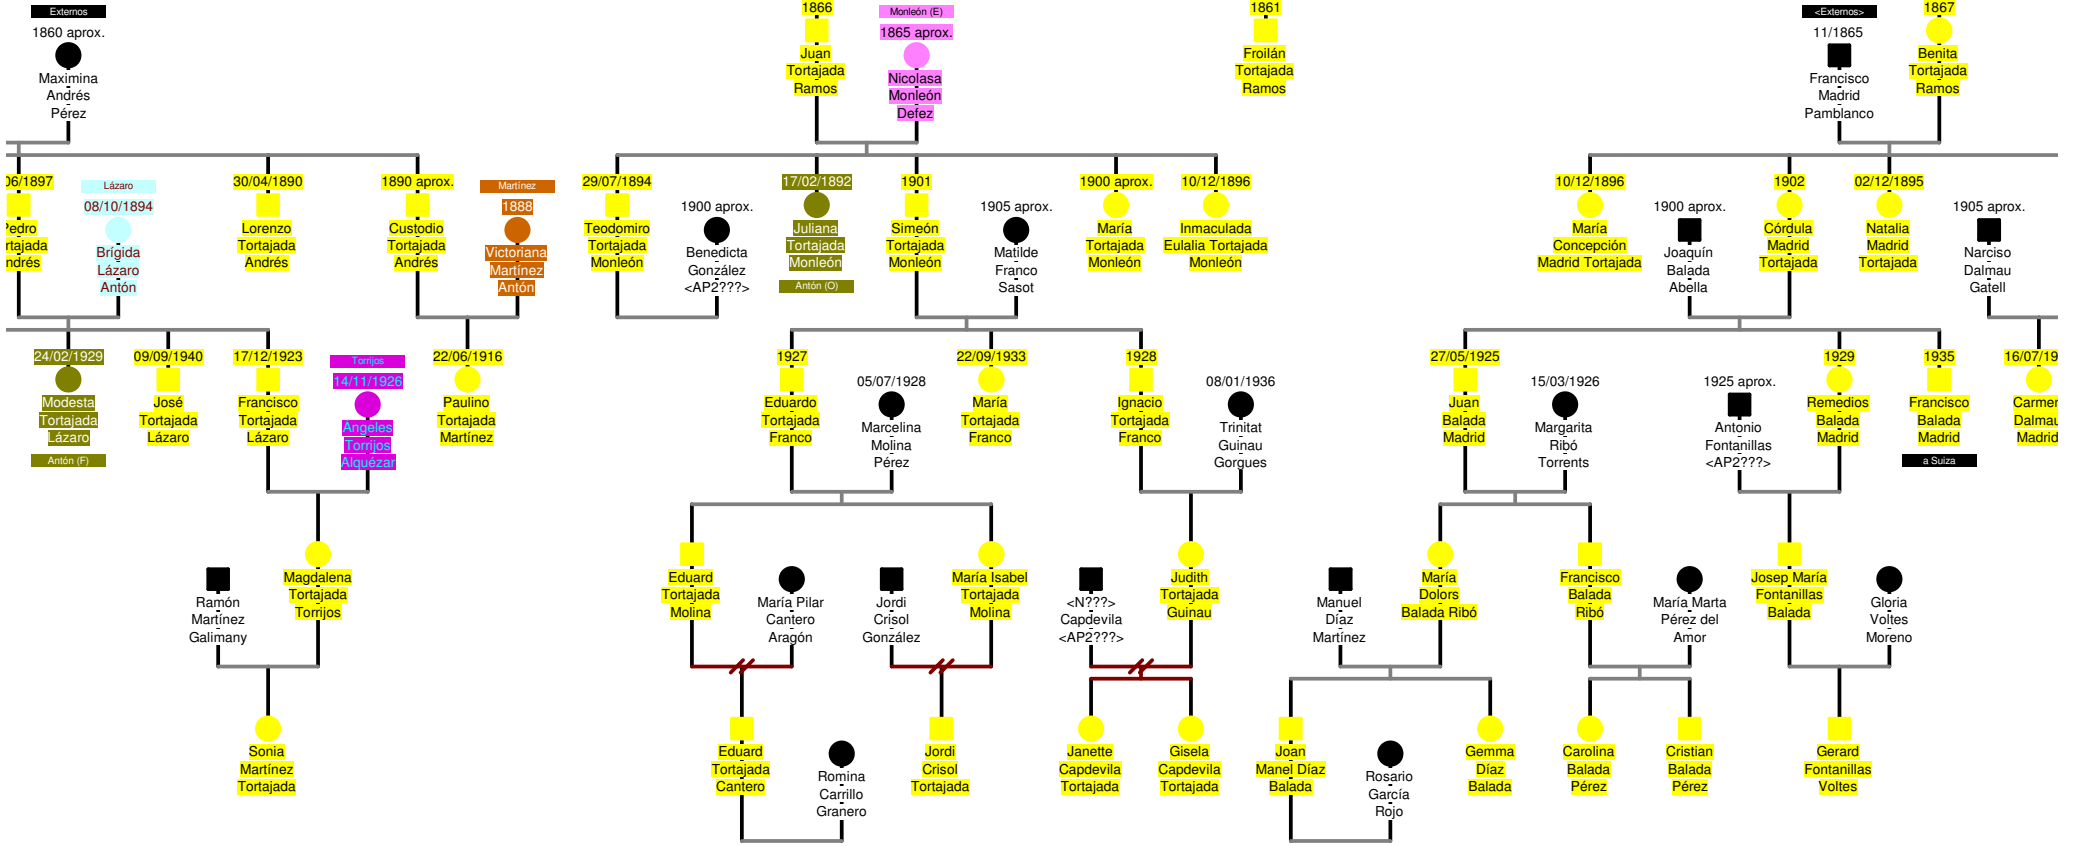 Externos
1860 aprox.
Maximina
Andrés
Pérez
1866
Juan
Tortajada
Ramos
Monleón (E)
1865 aprox.
Nicolasa
Monleón
Defez
1861
Froilán
Tortajada
Ramos
<Externos>
11/1865
Francisco
Madrid
Pamblanco
1867
Benita
Tortajada
Ramos
06/1897
Pedro
rtajada
ndrés
Lázaro
08/10/1894
Brígida
Lázaro
Antón
30/04/1890
Lorenzo
Tortajada
Andrés
1890 aprox.
Custodio
Tortajada
Andrés
Martínez
1888
Victoriana
Martínez
Antón
29/07/1894
Teodomiro
Tortajada
Monleón
1900 aprox.
Benedicta
González
<AP2???>
17/02/1892
Juliana
Tortajada
Monleón
Antón (O)
1901
Simeón
Tortajada
Monleón
1905 aprox.
Matilde
Franco
Sasot
1900 aprox.
María
Tortajada
Monleón
10/12/1896
Inmaculada
Eulalia Tortajada
Monleón
10/12/1896
María
Concepción
Madrid Tortajada
1900 aprox.
Joaquín
Balada
Abella
1902
Córdula
Madrid
Tortajada
02/12/1895
Natalia
Madrid
Tortajada
1905 aprox.
Narciso
Dalmau
Gatell
24/02/1929
Modesta
Tortajada
Lázaro
Antón (F)
09/09/1940
José
Tortajada
Lázaro
17/12/1923
Francisco
Tortajada
Lázaro
Torrijos
14/11/1926
Ángeles
Torrijos
Alquézar
22/06/1916
Paulino
Tortajada
Martínez
1927
Eduardo
Tortajada
Franco
05/07/1928
Marcelina
Molina
Pérez
22/09/1933
María
Tortajada
Franco
1928
Ignacio
Tortajada
Franco
08/01/1936
Trinitat
Guinau
Gorgues
27/05/1925
Juan
Balada
Madrid
15/03/1926
Margarita
Ribó
Torrents
1925 aprox.
Antonio
Fontanillas
<AP2???>
1929
Remedios
Balada
Madrid
1935
Francisco
Balada
Madrid
a Suiza
16/07/19
Carmen
Dalmau
Madrid
Ramón
Martínez
Galimany
Magdalena
Tortajada
Torrijos
Eduard
Tortajada
Molina
María Pilar
Cantero
Aragón
Jordi
Crisol
González
María Isabel
Tortajada
Molina
<N???>
Capdevila
<AP2???>
Judith
Tortajada
Guinau
Manuel
Díaz
Martínez
María
Dolors
Balada Ribó
Francisco
Balada
Ribó
María Marta
Pérez del
Amor
Josep María
Fontanillas
Balada
Gloria
Voltes
Moreno
Sonia
Martínez
Tortajada
Eduard
Tortajada
Cantero
Romina
Carrillo
Granero
Jordi
Crisol
Tortajada
Janette
Capdevila
Tortajada
Gisela
Capdevila
Tortajada
Joan
Manel Díaz
Balada
Rosario
García
Rojo
Gemma
Díaz
Balada
Carolina
Balada
Pérez
Cristian
Balada
Pérez
Gerard
Fontanillas
Voltes